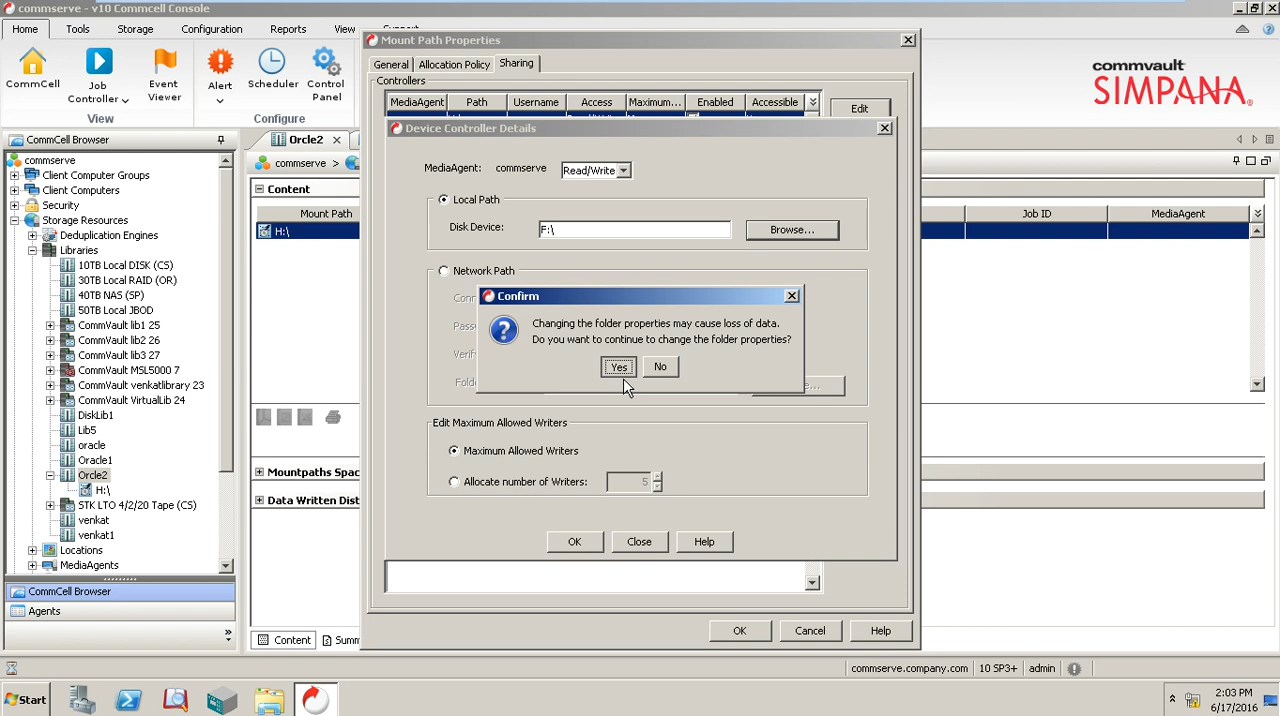 commserve - v10 Commcell Console
Home Tools Storage Configuration Reports View
CommCell Job Controller Event Viewer Alert Scheduler Control Panel
View Configure
commvault
SIMPANA
CommCell Browser
commserve
Client Computer Groups
Client Computers
Security
Storage Resources
Deduplication Engines
Libraries
10TB Local DISK (CS)
30TB Local RAID (OR)
40TB NAS (SP)
50TB Local JBOD
CommVault lib1 25
CommVault lib2 26
CommVault lib3 27
CommVault MSL5000 7
CommVault venkatlibrary 23
CommVault VirtualLib 24
DiskLib1
Lib5
oracle
Oracle1
Orcle2
H:\
STK LTO 4/2/20 Tape (CS)
venkat
venkat1
Locations
MediaAgents
CommCell Browser
Agents
Orcle2
commserve >
Content
Mount Path Job ID MediaAgent
H:\
Mountpaths Spac
Data Written Dist
Content Summ
Mount Path Properties
General Allocation Policy Sharing
Controllers
MediaAgent Path Username Access Maximum... Enabled Accessible
Edit
Device Controller Details
MediaAgent: commserve Read/Write
Local Path
Disk Device: F:\ Browse...
Network Path
Conn
Pass
Verif
Folde
Confirm
Changing the folder properties may cause loss of data.
Do you want to continue to change the folder properties?
Yes No
Edit Maximum Allowed Writers
Maximum Allowed Writers
Allocate number of Writers: 5
OK Close Help
OK Cancel Help
commserve.company.com 10 SP3+ admin
Start
2:03 PM
6/17/2016